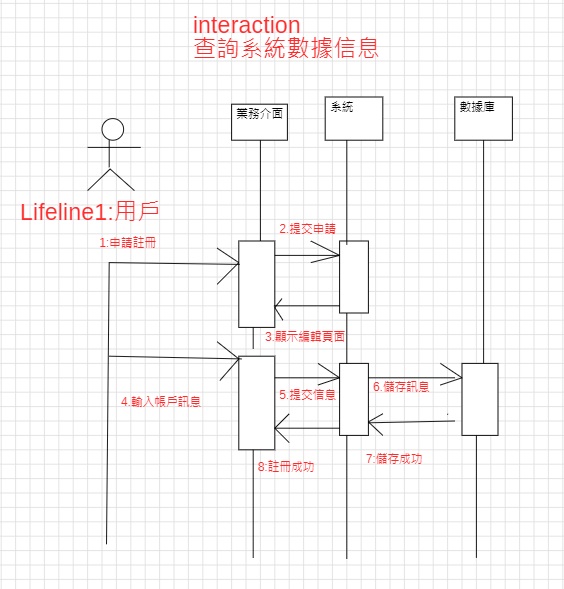 interaction
查詢系統數據信息
業務介面
系統
數據庫
Lifeline1:用戶
1:申請註冊
2.提交申請
3.顯示編輯頁面
4.輸入帳戶訊息
5.提交信息
6.儲存訊息
7:儲存成功
8:註冊成功